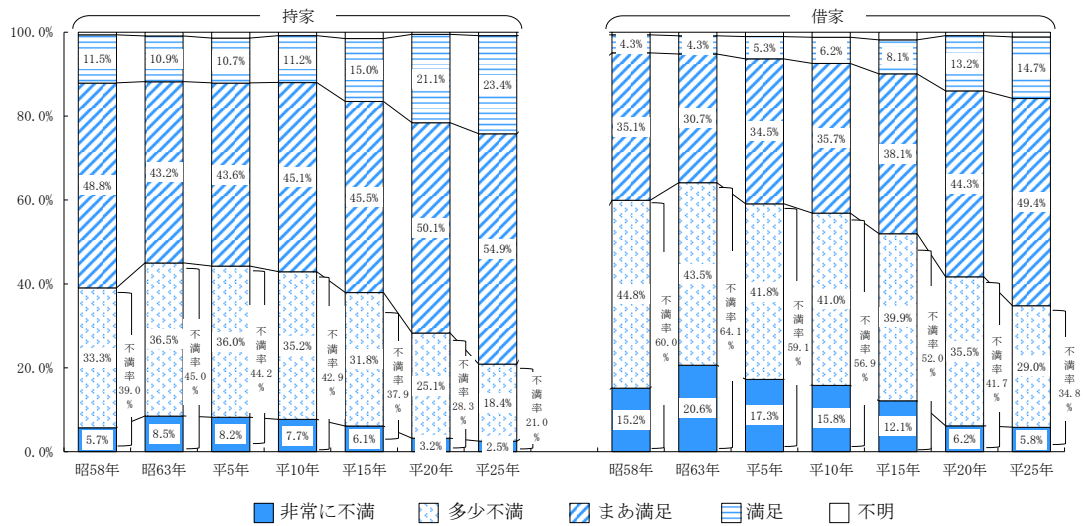 持家
借家
100.0%
80.0%
60.0%
40.0%
20.0%
0.0%
11.5%
10.9%
10.7%
11.2%
15.0%
21.1%
23.4%
48.8%
43.2%
43.6%
45.1%
45.5%
50.1%
54.9%
33.3%
36.5%
36.0%
35.2%
31.8%
25.1%
18.4%
5.7%
8.5%
8.2%
7.7%
6.1%
3.2%
2.5%
不満率39.0%
不満率45.0%
不満率44.2%
不満率42.9%
不満率37.9%
不満率28.3%
不満率21.0%
昭58年
昭63年
平5年
平10年
平15年
平20年
平25年
4.3%
4.3%
5.3%
6.2%
8.1%
13.2%
14.7%
35.1%
30.7%
34.5%
35.7%
38.1%
44.3%
49.4%
44.8%
43.5%
41.8%
41.0%
39.9%
35.5%
29.0%
15.2%
20.6%
17.3%
15.8%
12.1%
6.2%
5.8%
不満率60.0%
不満率64.1%
不満率59.1%
不満率56.9%
不満率52.0%
不満率41.7%
不満率34.8%
昭58年
昭63年
平5年
平10年
平15年
平20年
平25年
非常に不満
多少不満
まあ満足
満足
不明